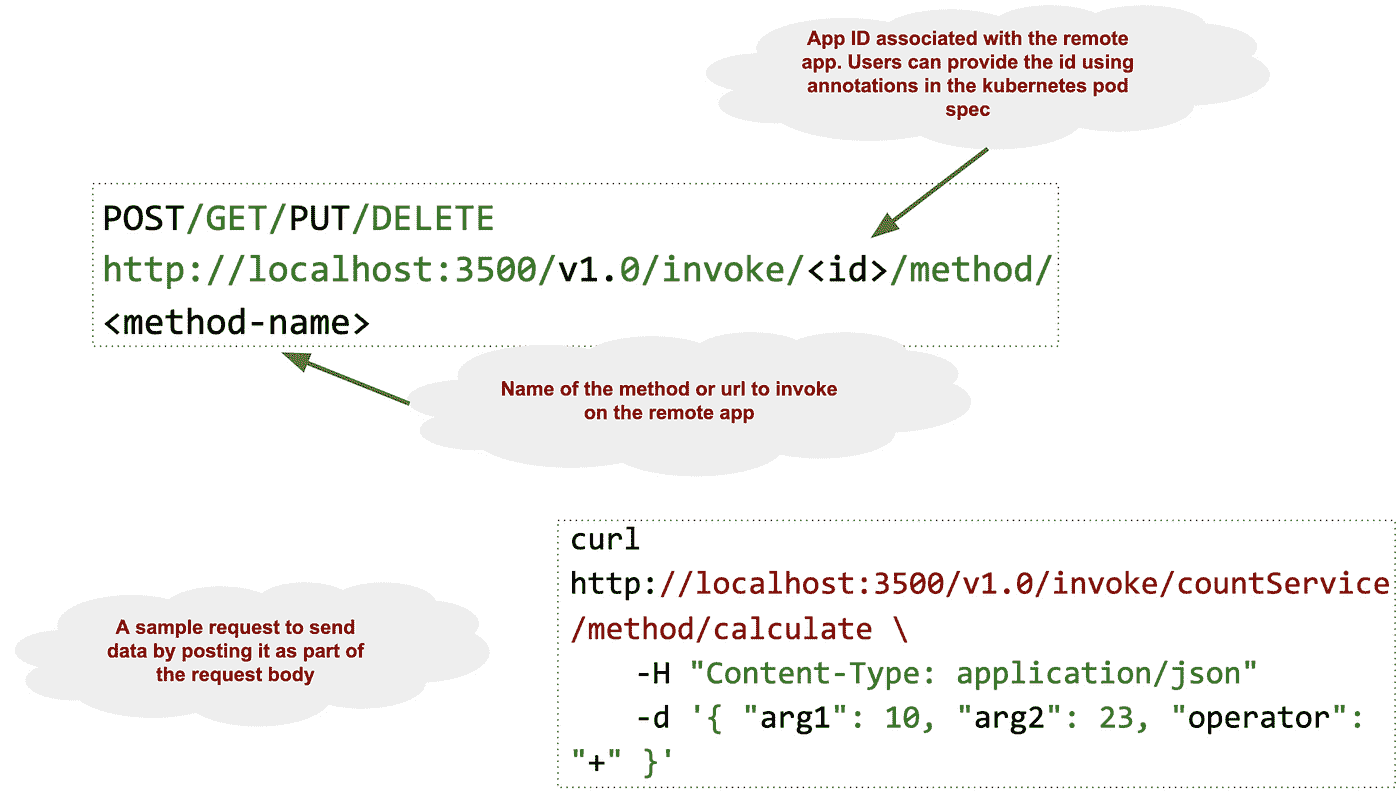 App ID associated with the remote
app. Users can provide the id using
annotations in the kubernetes pod
spec
POST/GET/PUT/DELETE
http://localhost:3500/v1.0/invoke/<id>/method/
<method-name>
Name of the method or url to invoke
on the remote app
curl
http://localhost:3500/v1.0/invoke/countService
/method/calculate \
-H "Content-Type: application/json"
-d '{ "arg1": 10, "arg2": 23, "operator":
"+" }'
A sample request to send
data by posting it as part of
the request body